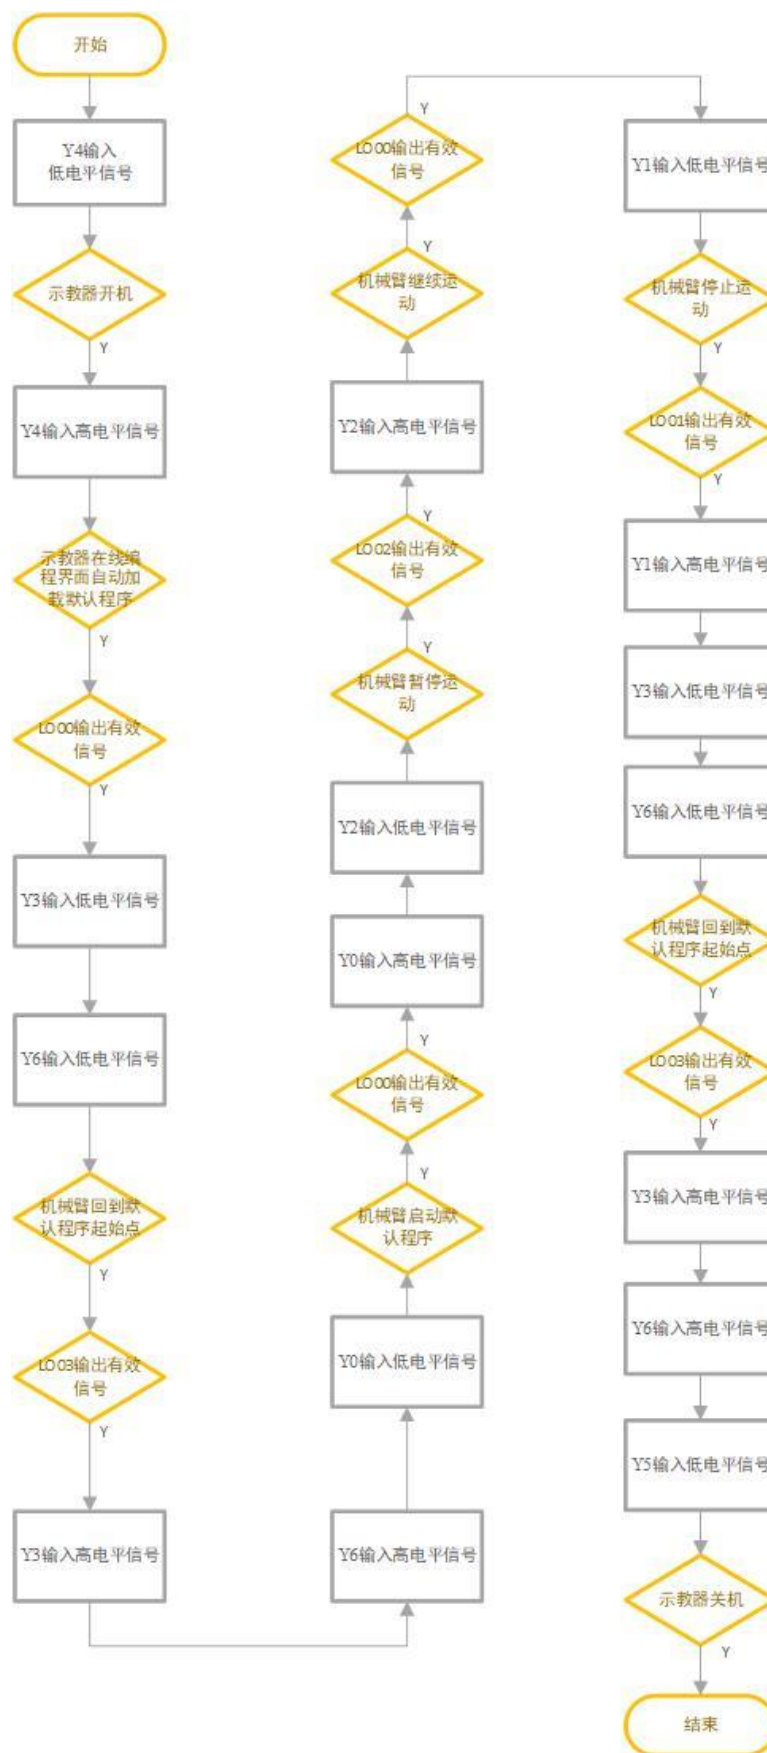 开始
Y4输入
低电平信号
示教器开机
Y
Y4输入高电平信号
示教器在线编
程界面自动加
载默认程序
Y
LO00输出有效
信号
Y
Y3输入低电平信号
Y6输入低电平信号
机械臂回到默
认程序起始点
Y
LO03输出有效
信号
Y
Y3输入高电平信号
Y6输入高电平信号
Y0输入低电平信号
机械臂启动默
认程序
Y
LO00输出有效
信号
Y
Y0输入高电平信号
Y2输入低电平信号
机械臂暂停运
动
Y
LO02输出有效
信号
Y
Y2输入高电平信号
机械臂继续运
动
Y
LO00输出有效
信号
Y
Y1输入低电平信号
机械臂停止运
动
Y
LO01输出有效
信号
Y
Y1输入高电平信号
Y3输入低电平信号
Y6输入低电平信号
机械臂回到默
认程序起始点
Y
LO03输出有效
信号
Y
Y3输入高电平信号
Y6输入高电平信号
Y5输入低电平信号
示教器关机
Y
结束